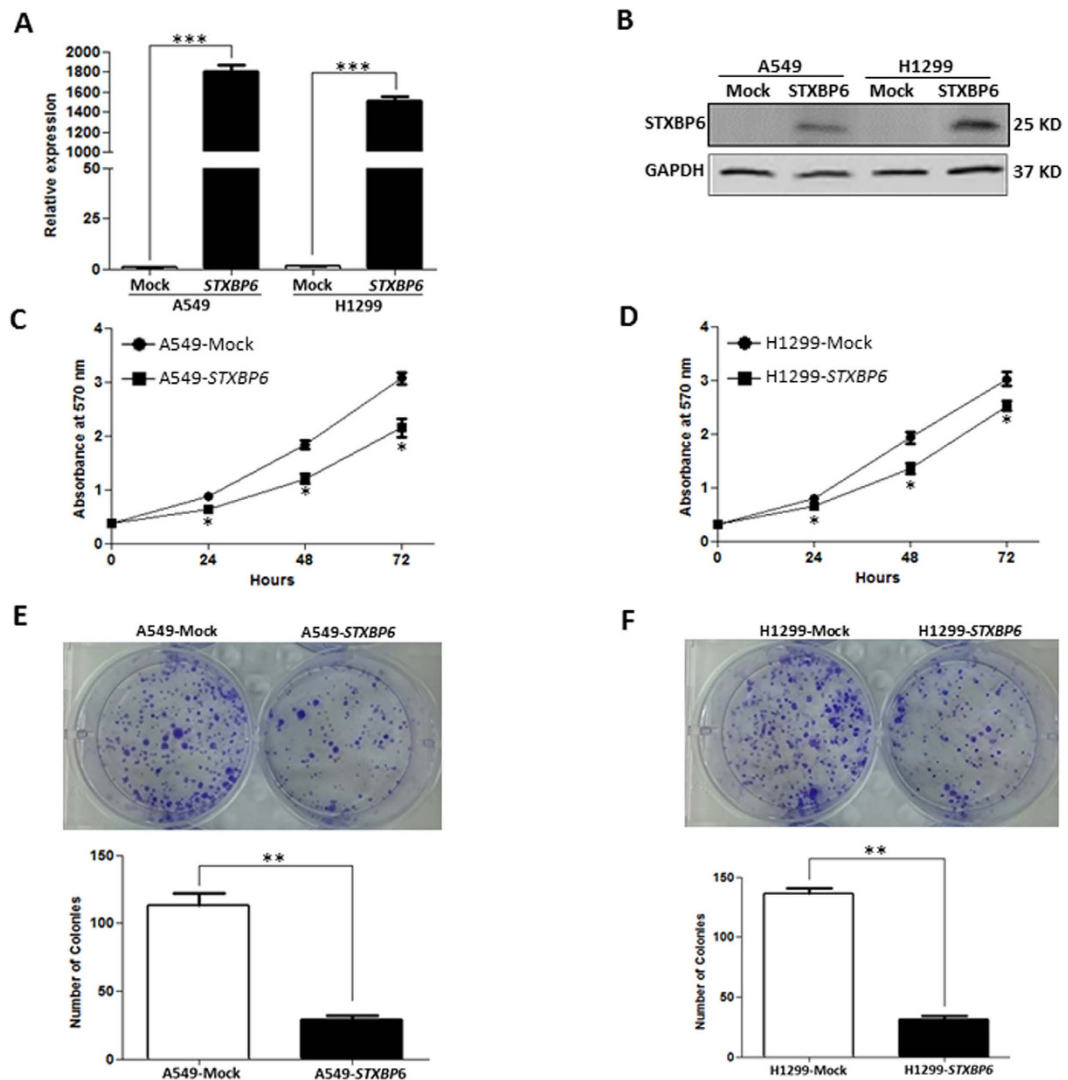 A
***
***
2000
1800
1600
1400
1200
1000
50
25
0
Relative expression
Mock STXBP6 Mock STXBP6
A549 H1299
B
A549 H1299
Mock STXBP6 Mock STXBP6
STXBP6 25 KD
GAPDH 37 KD
C
4
3
2
1
0
Absorbance at 570 nm
A549-Mock
A549-STXBP6
*
*
*
0 24 48 72
Hours
D
4
3
2
1
0
Absorbance at 570 nm
H1299-Mock
H1299-STXBP6
*
*
*
0 24 48 72
Hours
E
A549-Mock A549-STXBP6
150
100
50
0
Number of Colonies
**
A549-Mock A549-STXBP6
F
H1299-Mock H1299-STXBP6
150
100
50
0
Number of Colonies
**
H1299-Mock H1299-STXBP6